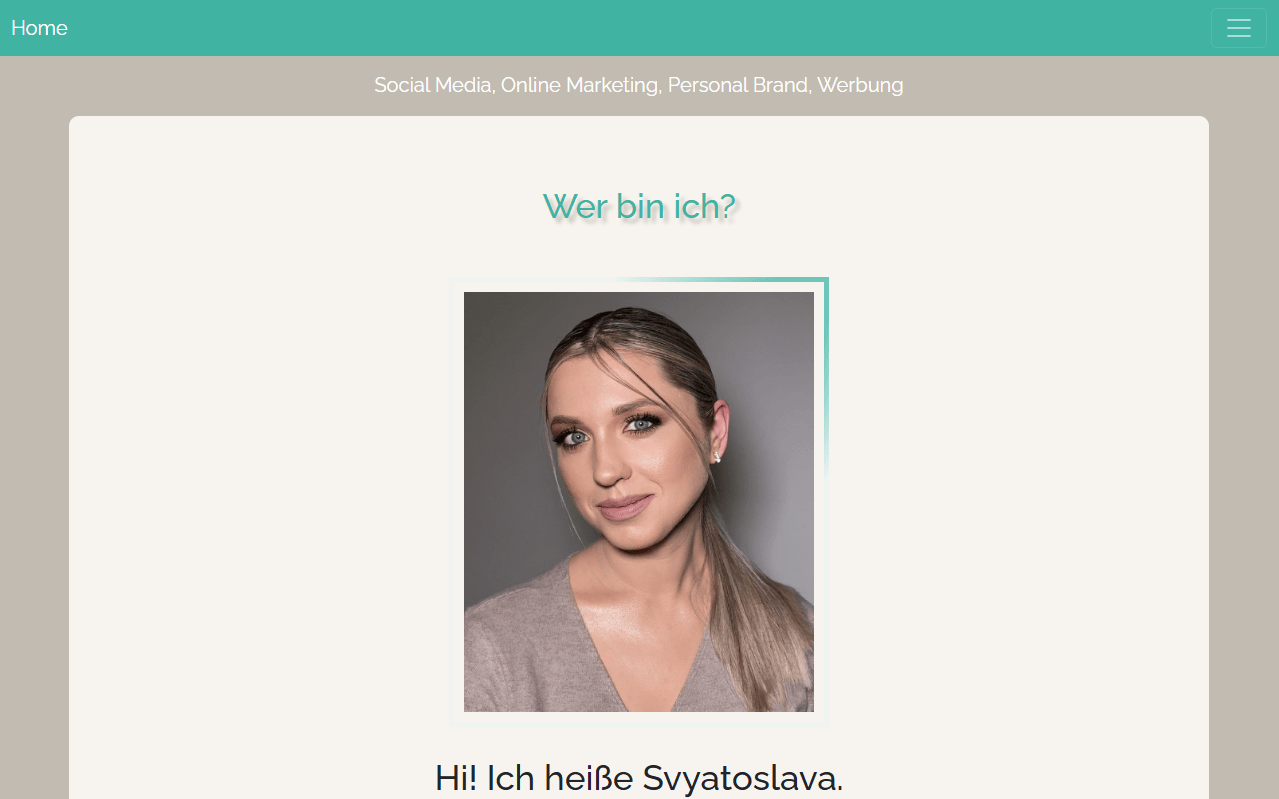 Home
Social Media, Online Marketing, Personal Brand, Werbung
Wer bin ich?
Hi! Ich heiße Svyatoslava.